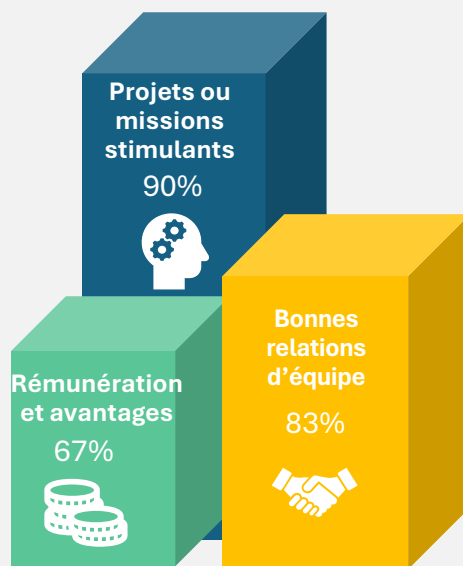 Projets ou
missions
stimulants
90%
Bonnes
relations
d’équipe
83%
Rémunération
et avantages
67%